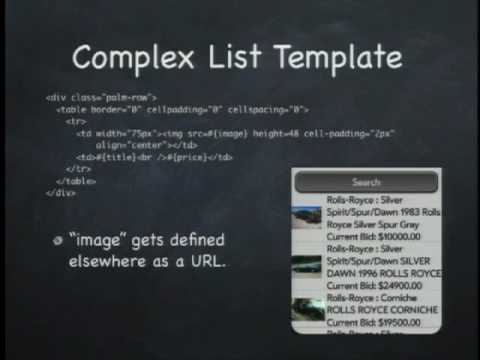 Complex List Template
<div class="palm-row">
<table border="0" cellpadding="0" cellspacing="0">
<tr>
<td width="75px"><img src=#{image} height=48 cell-padding="2px"
align="center"></td>
<td>#{title}<br />#{price}</td>
</tr>
</table>
</div>
"image" gets defined
elsewhere as a URL.
Search
Rolls-Royce : Silver
Spirit/Spur/Dawn 1983 Rolls
Royce Silver Spur Gray
Current Bid: $10000.00
Rolls-Royce : Silver
Spirit/Spur/Dawn SILVER
DAWN 1996 ROLLS ROYCE
Current Bid: $24900.00
Rolls-Royce : Corniche
ROLLS ROYCE CORNICHE
Current Bid: $19500.00